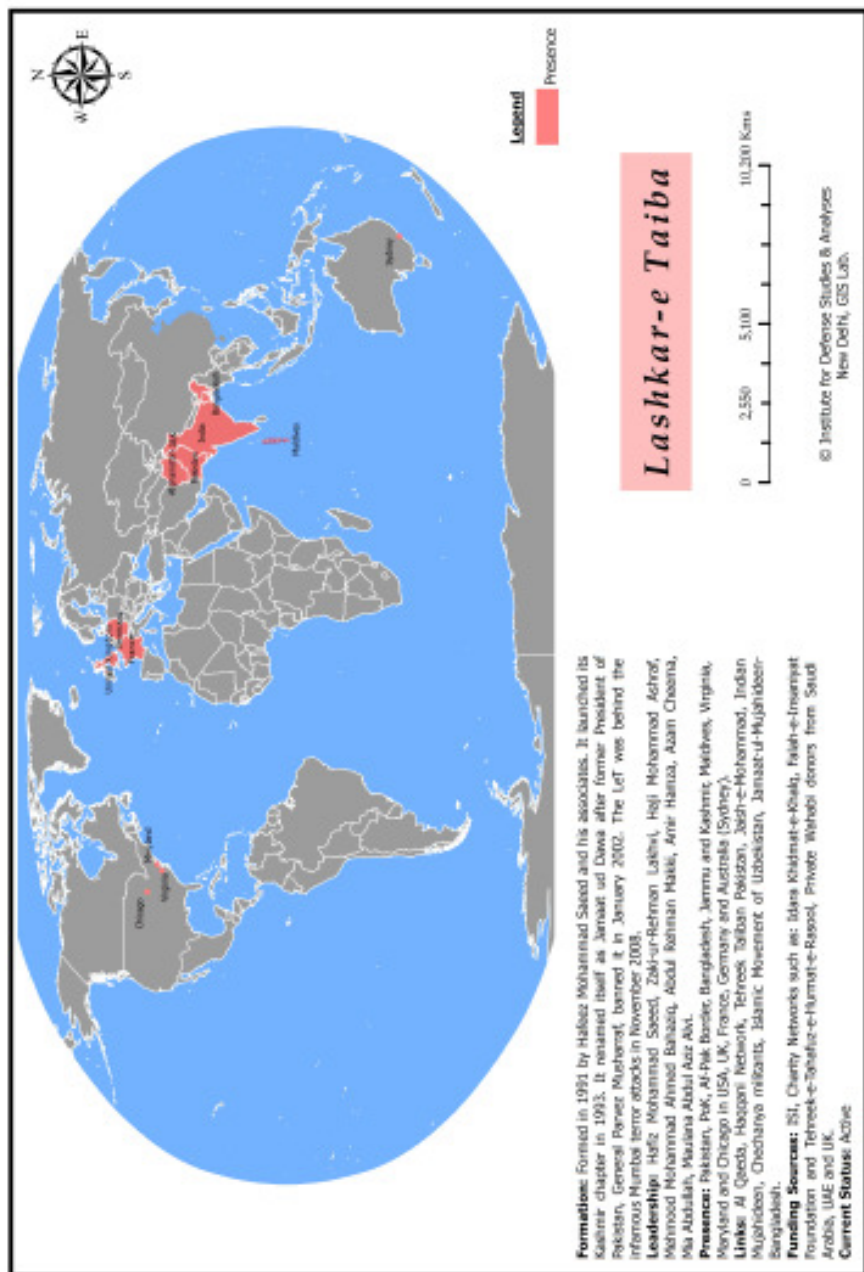 N
W
E
S
Chicago
Maryland
Virginia
India
Maldives
Sydney
Legend
Presence
Lashkar-e Taiba
0 2,550 5,100 10,200 Kms
© Institute for Defense Studies & Analyses
New Delhi, GIS Lab.
Formation: Formed in 1991 by Hafeez Mohammad Saeed and his associates. It launched its
Kashmir chapter in 1993. It renamed itself as Jamaat ud Dawa after former President of
Pakistan, General Parvez Musharraf, banned it in January 2002. The LeT was behind the
infamous Mumbai terror attacks in November 2008.
Leadership: Hafiz Mohammad Saeed, Zaki-ur-Rehman Lakhvi, Haji Mohammad Ashraf,
Mehmood Mohammad Ahmed Bahaziq, Abdul Rehman Makki, Amir Hamza, Azam Cheema,
Mia Abdullah, Maulana Abdul Aziz Alvi.
Presence: Pakistan, PoK, Af-Pak Border, Bangladesh, Jammu and Kashmir, Maldives, Virginia,
Maryland and Chicago in USA, UK, France, Germany and Australia (Sydney).
Links: Al Qaeda, Haqqani Network, Tehreek Taliban Pakistan, Jaish-e-Mohammad, Indian
Mujahideen, Chechanya militants, Islamic Movement of Uzbekistan, Jamaat-ul-Mujahideen-
Bangladesh.
Funding Sources: ISI, Charity Networks such as: Idara Khidmat-e-Khalq, Falah-e-Insaniyat
Foundation and Tehreek-e-Tahafuz-e-Hurmat-e-Rasool, Private Wahabi donors from Saudi
Arabia, UAE and UK.
Current Status: Active